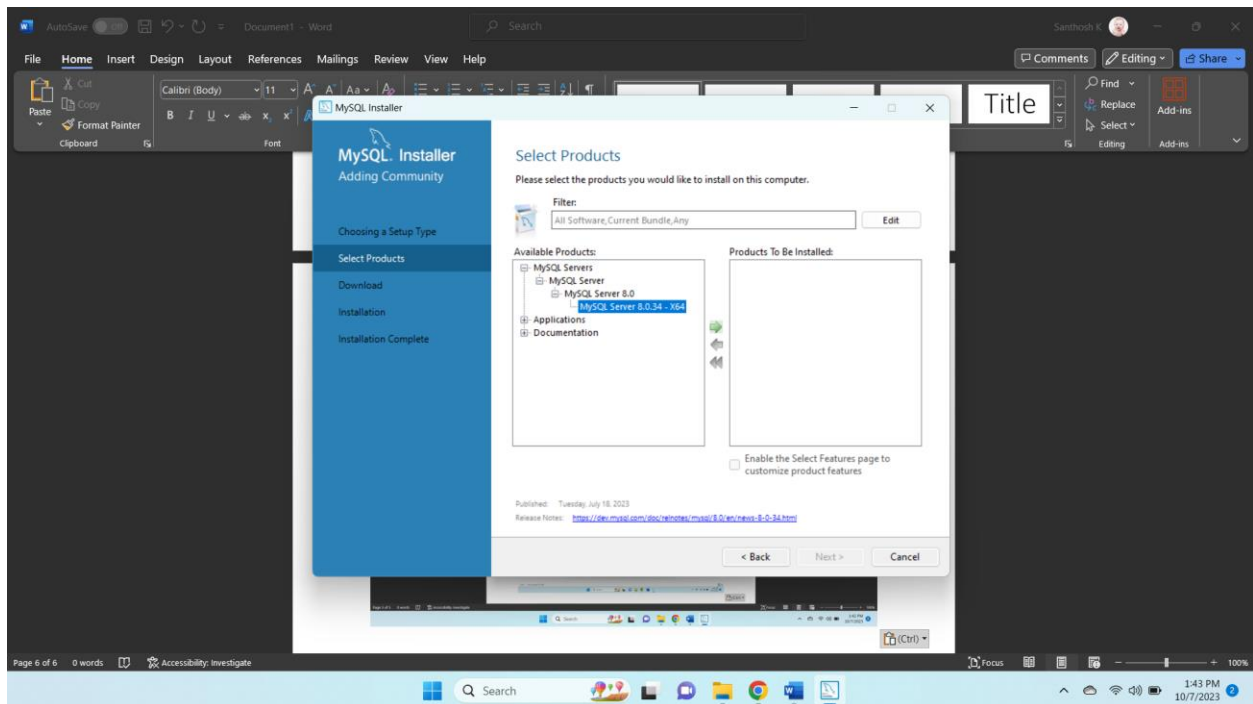 AutoSave Off Document1 - Word Search Santhosh K
File Home Insert Design Layout References Mailings Review View Help Comments Editing Share
Paste
Cut
Copy
Format Painter
Clipboard
Calibri (Body) 11
Font
Title
Find
Replace
Select
Editing
Add-ins
Add-ins
MySQL Installer
MySQL. Installer
Adding Community
Choosing a Setup Type
Select Products
Download
Installation
Installation Complete
Select Products
Please select the products you would like to install on this computer.
Filter:
All Software,Current Bundle,Any Edit
Available Products:
MySQL Servers
MySQL Server
MySQL Server 8.0
MySQL Server 8.0.34 - X64
Applications
Documentation
Products To Be Installed:
Enable the Select Features page to
customize product features
Published: Tuesday, July 18, 2023
Release Notes: https://dev.mysql.com/doc/relnotes/mysql/8.0/en/news-8-0-34.html
< Back Next > Cancel
(Ctrl)
Page 6 of 6 0 words Accessibility: Investigate Focus 100%
Search
1:43 PM
10/7/2023
2